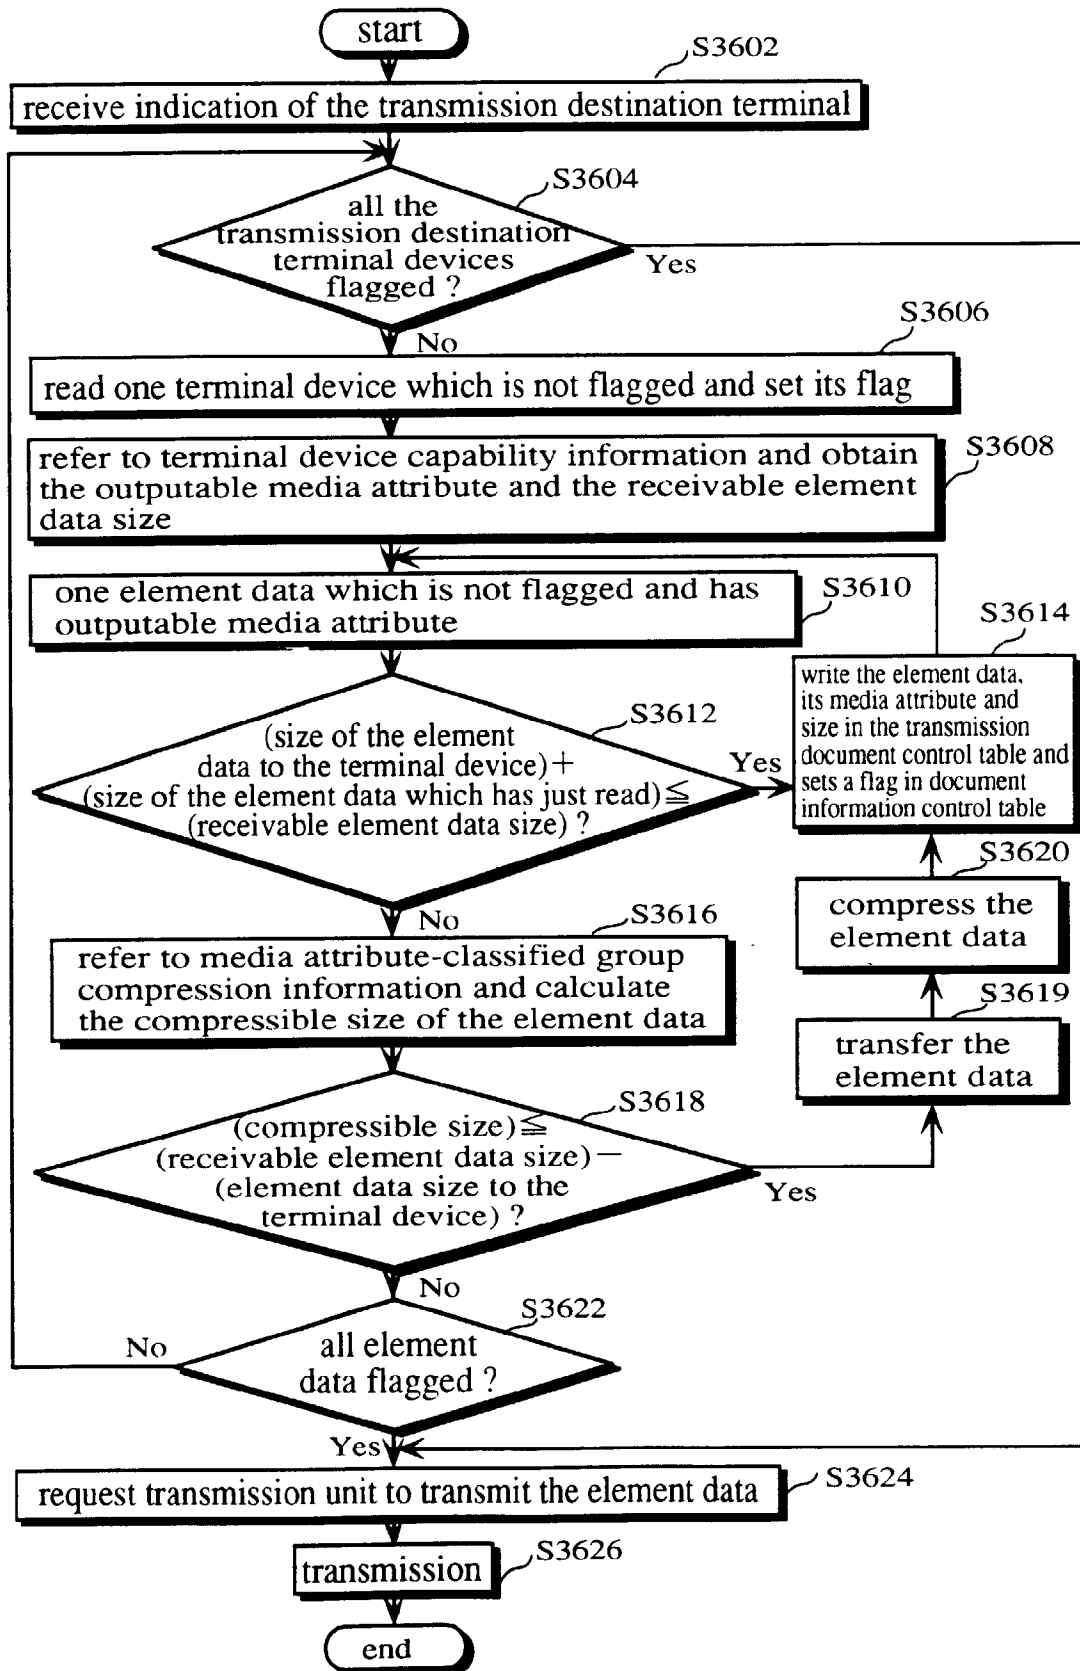 start
S3602
receive indication of the transmission destination terminal
S3604
all the
transmission destination
terminal devices
flagged ?
Yes
No
S3606
read one terminal device which is not flagged and set its flag
S3608
refer to terminal device capability information and obtain
the outputable media attribute and the receivable element
data size
S3610
one element data which is not flagged and has
outputable media attribute
S3614
write the element data,
its media attribute and
size in the transmission
document control table and
sets a flag in document
information control table
S3612
(size of the element
data to the terminal device)+
(size of the element data which has just read)≦
(receivable element data size) ?
Yes
No
S3620
compress the
element data
S3616
refer to media attribute-classified group
compression information and calculate
the compressible size of the element data
S3619
transfer the
element data
S3618
(compressible size)≦
(receivable element data size)−
(element data size to the
terminal device) ?
Yes
No
S3622
all element
data flagged ?
No
Yes
S3624
request transmission unit to transmit the element data
S3626
transmission
end